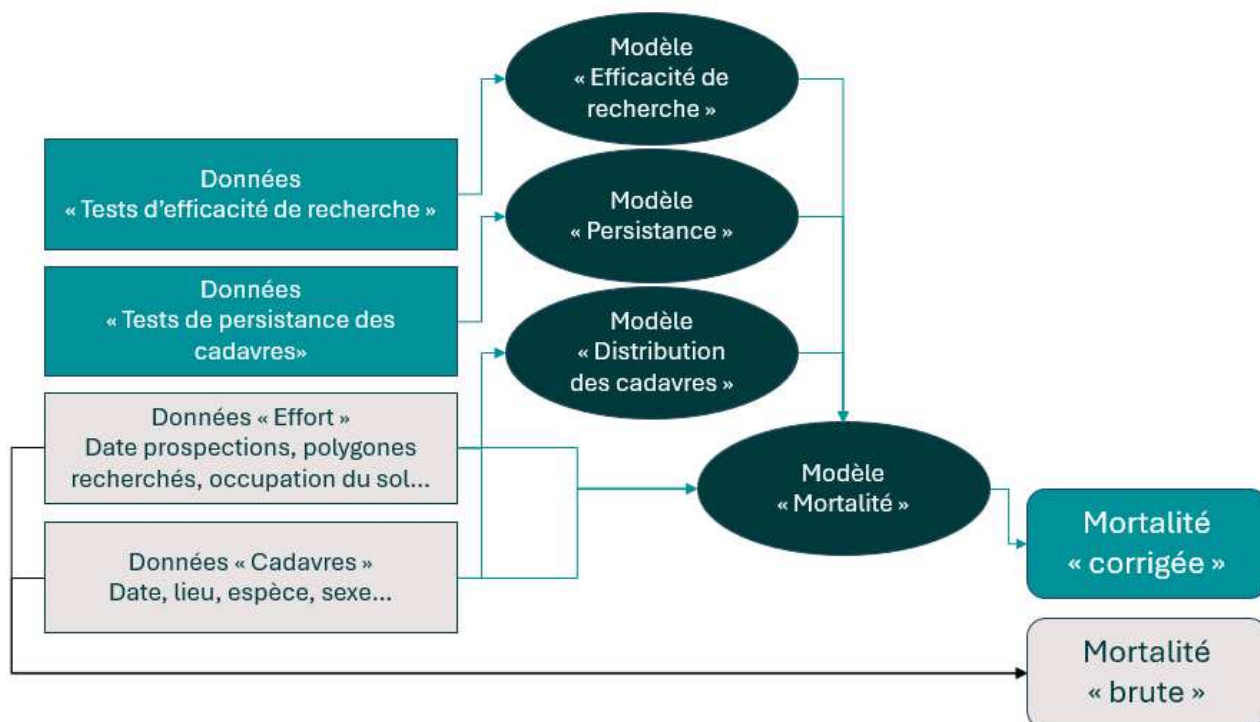 Modèle
« Efficacité de
recherche »
Données
« Tests d'efficacité de recherche »
Modèle
« Persistance »
Données
« Tests de persistance des
cadavres»
Modèle
« Distribution
des cadavres »
Données « Effort »
Date prospections, polygones
recherchés, occupation du sol...
Modèle
« Mortalité »
Données « Cadavres »
Date, lieu, espèce, sexe...
Mortalité
« corrigée »
Mortalité
« brute »